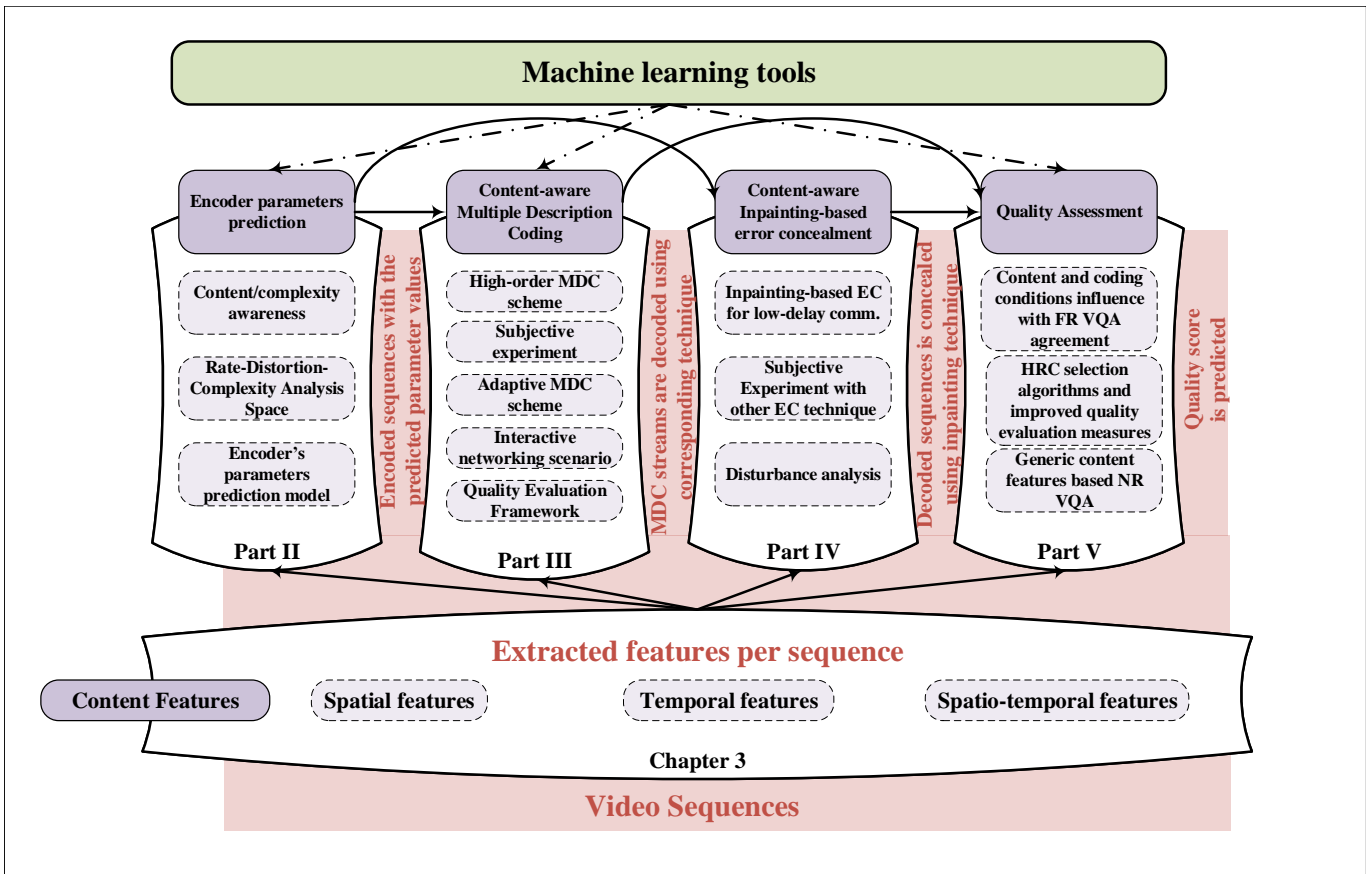 Machine learning tools
Encoder parameters
prediction
Content/complexity
awareness
Rate-Distortion-
Complexity Analysis
Space
Encoder’s
parameters
prediction model
Part II
Encoded sequences with the
predicted parameter values
Content-aware
Multiple Description
Coding
High-order MDC
scheme
Subjective
experiment
Adaptive MDC
scheme
Interactive
networking scenario
Quality Evaluation
Framework
Part III
MDC streams are decoded using
corresponding technique
Content-aware
Inpainting-based
error concealment
Inpainting-based EC
for low-delay comm.
Subjective
Experiment with
other EC technique
Disturbance analysis
Part IV
Decoded sequences is concealed
using inpainting technique
Quality Assessment
Content and coding
conditions influence
with FR VQA
agreement
HRC selection
algorithms and
improved quality
evaluation measures
Generic content
features based NR
VQA
Part V
Quality score
is predicted
Extracted features per sequence
Content Features
Spatial features
Temporal features
Spatio-temporal features
Chapter 3
Video Sequences